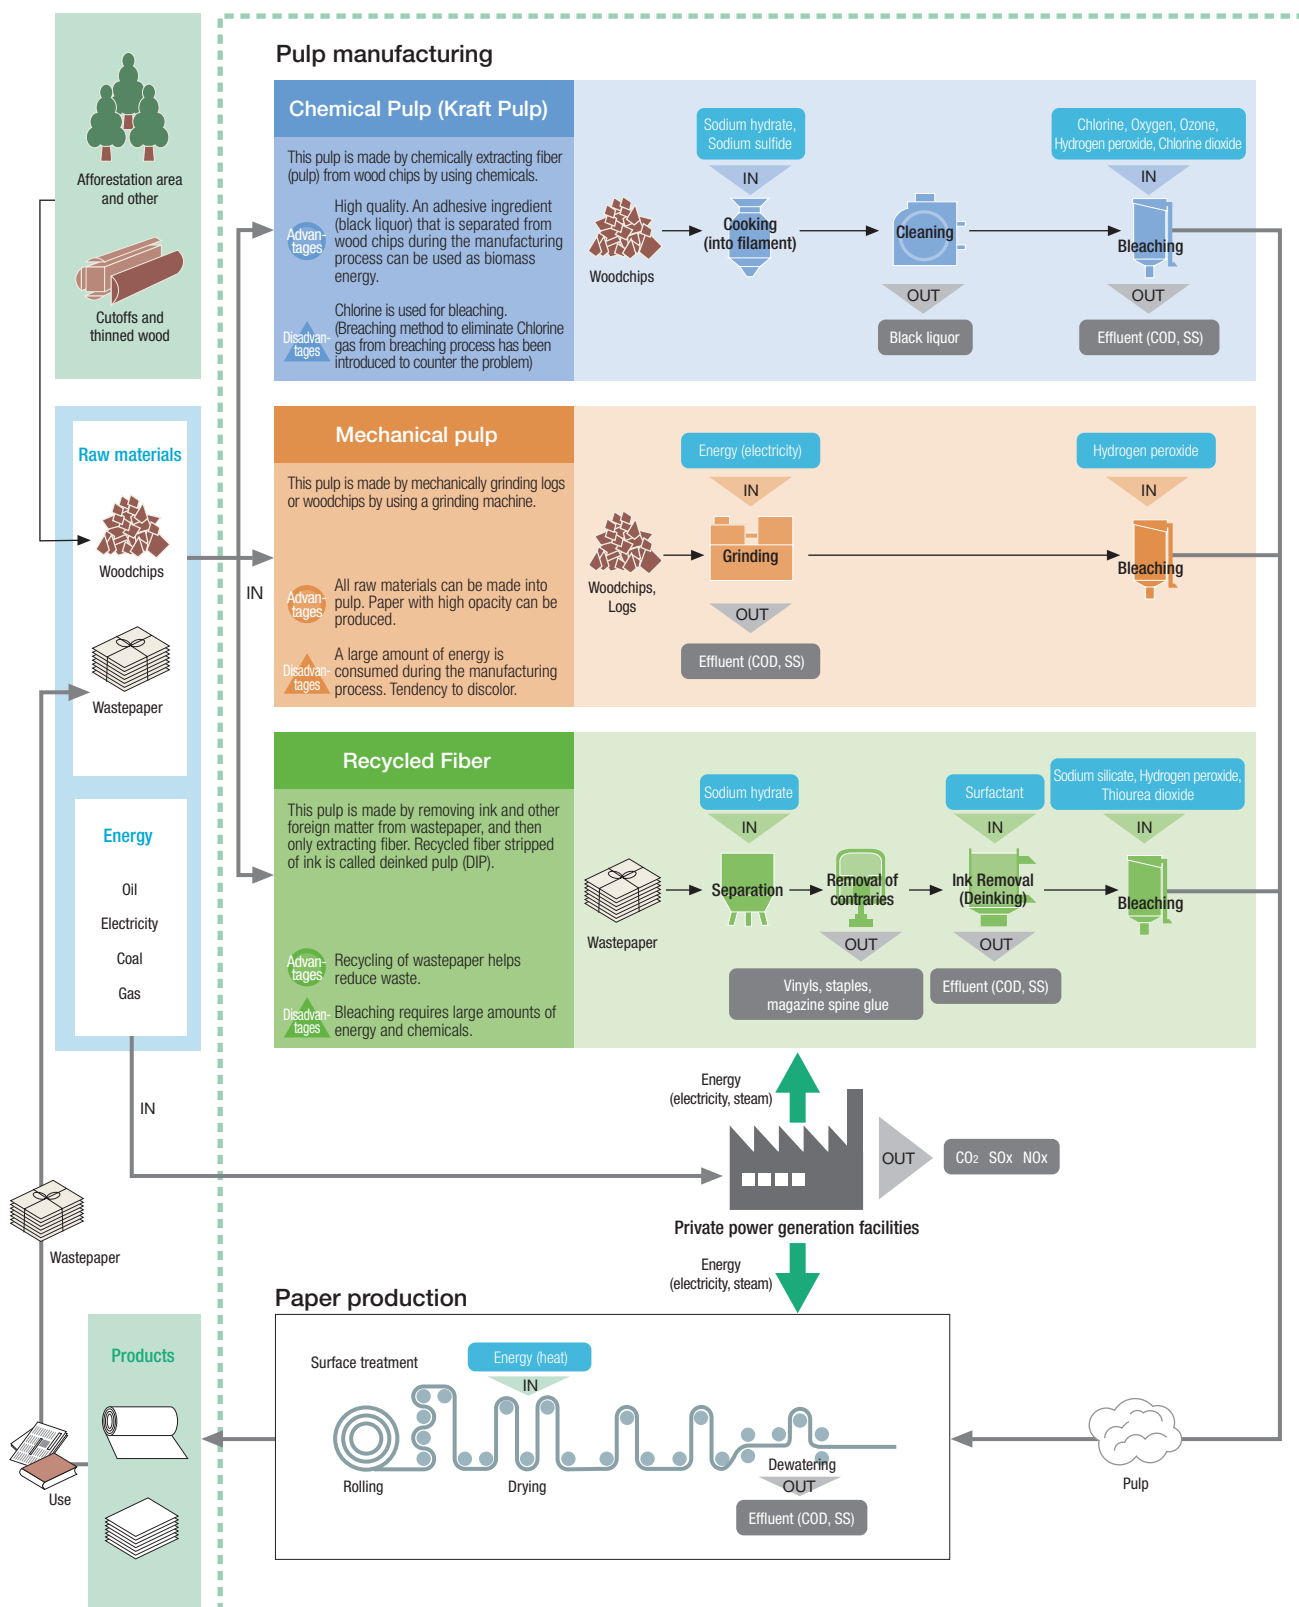 Afforestation area
and other
Cutoffs and
thinned wood
Raw materials
Woodchips
Wastepaper
Energy
Oil
Electricity
Coal
Gas
IN
IN
Wastepaper
Products
Use
Pulp manufacturing
Chemical Pulp (Kraft Pulp)
This pulp is made by chemically extracting fiber
(pulp) from wood chips by using chemicals.
Advan-
tages
High quality. An adhesive ingredient
(black liquor) that is separated from
wood chips during the manufacturing
process can be used as biomass
energy.
Disadvan-
tages
Chlorine is used for bleaching.
(Breaching method to eliminate Chlorine
gas from breaching process has been
introduced to counter the problem)
Sodium hydrate,
Sodium sulfide
IN
Chlorine, Oxygen, Ozone,
Hydrogen peroxide, Chlorine dioxide
IN
Woodchips
Cooking
(into filament)
Cleaning
Bleaching
OUT
Black liquor
OUT
Effluent (COD, SS)
Mechanical pulp
This pulp is made by mechanically grinding logs
or woodchips by using a grinding machine.
Advan-
tages
All raw materials can be made into
pulp. Paper with high opacity can be
produced.
Disadvan-
tages
A large amount of energy is
consumed during the manufacturing
process. Tendency to discolor.
Energy (electricity)
IN
Hydrogen peroxide
IN
Woodchips,
Logs
Grinding
Bleaching
OUT
Effluent (COD, SS)
Recycled Fiber
This pulp is made by removing ink and other
foreign matter from wastepaper, and then
only extracting fiber. Recycled fiber stripped
of ink is called deinked pulp (DIP).
Advan-
tages
Recycling of wastepaper helps
reduce waste.
Disadvan-
tages
Bleaching requires large amounts of
energy and chemicals.
Sodium hydrate
IN
Surfactant
IN
Sodium silicate, Hydrogen peroxide,
Thiourea dioxide
IN
Wastepaper
Separation
Removal of
contraries
Ink Removal
(Deinking)
Bleaching
OUT
Vinyls, staples,
magazine spine glue
OUT
Effluent (COD, SS)
Energy
(electricity, steam)
OUT
CO2 SOx NOx
Private power generation facilities
Energy
(electricity, steam)
Paper production
Surface treatment
Energy (heat)
IN
Rolling
Drying
Dewatering
OUT
Effluent (COD, SS)
Pulp